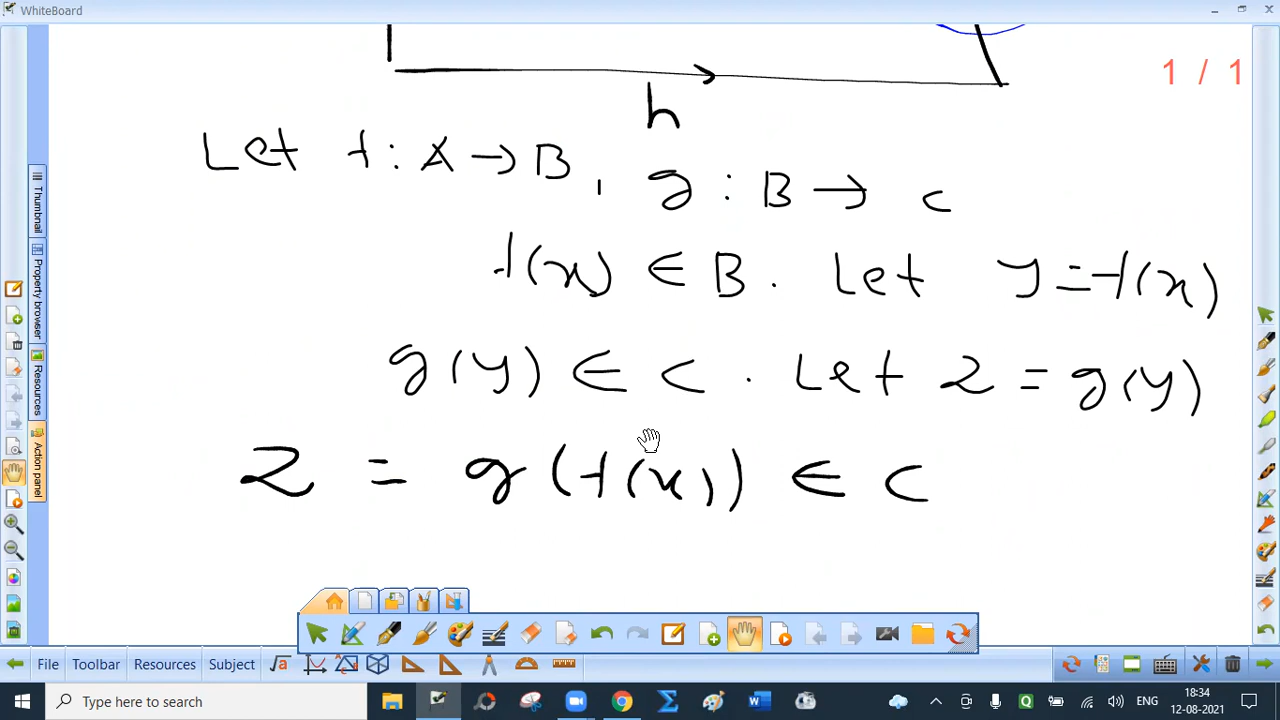 WhiteBoard
1 / 1
h
Let f : A → B, g : B → C
f(x) ∈ B. Let y = f(x)
g(y) ∈ C. Let z = g(y)
z = g(f(x)) ∈ C
Thumbnail
Property browser
Resources
Action panel
File Toolbar Resources Subject
Type here to search
ENG
18:34
12-08-2021